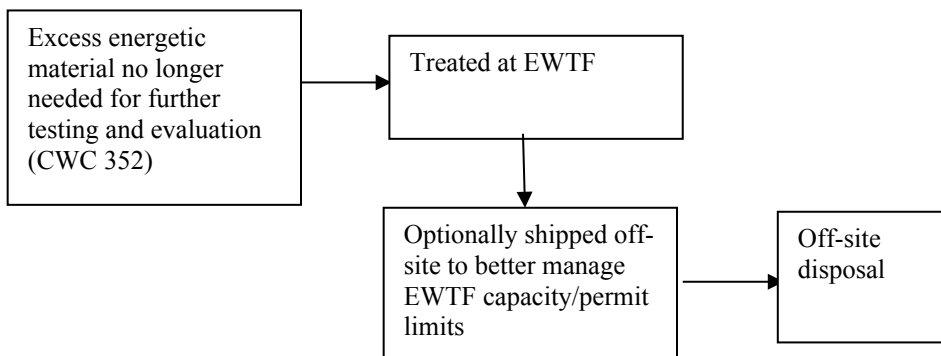 Excess energetic
material no longer
needed for further
testing and evaluation
(CWC 352)
Treated at EWTF
Optionally shipped off-
site to better manage
EWTF capacity/permit
limits
Off-site
disposal